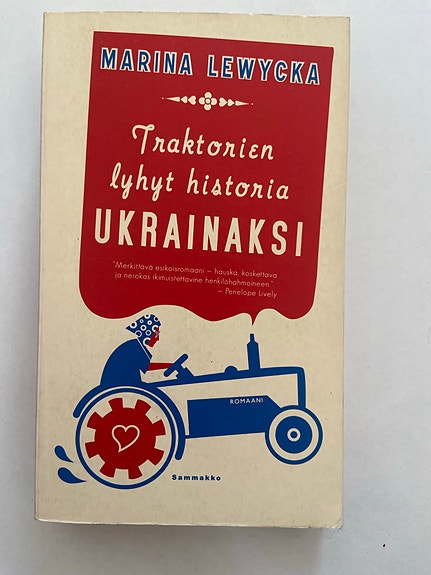 MARINA LEWYCKA
Traktorien
lyhyt historia
UKRAINAKSI
"Merkittävä esikoisromaani – hauska, koskettava
ja nerokas ikimuistettavine henkilöhahmoineen."
– Penelope Lively
ROMAANI
Sammakko